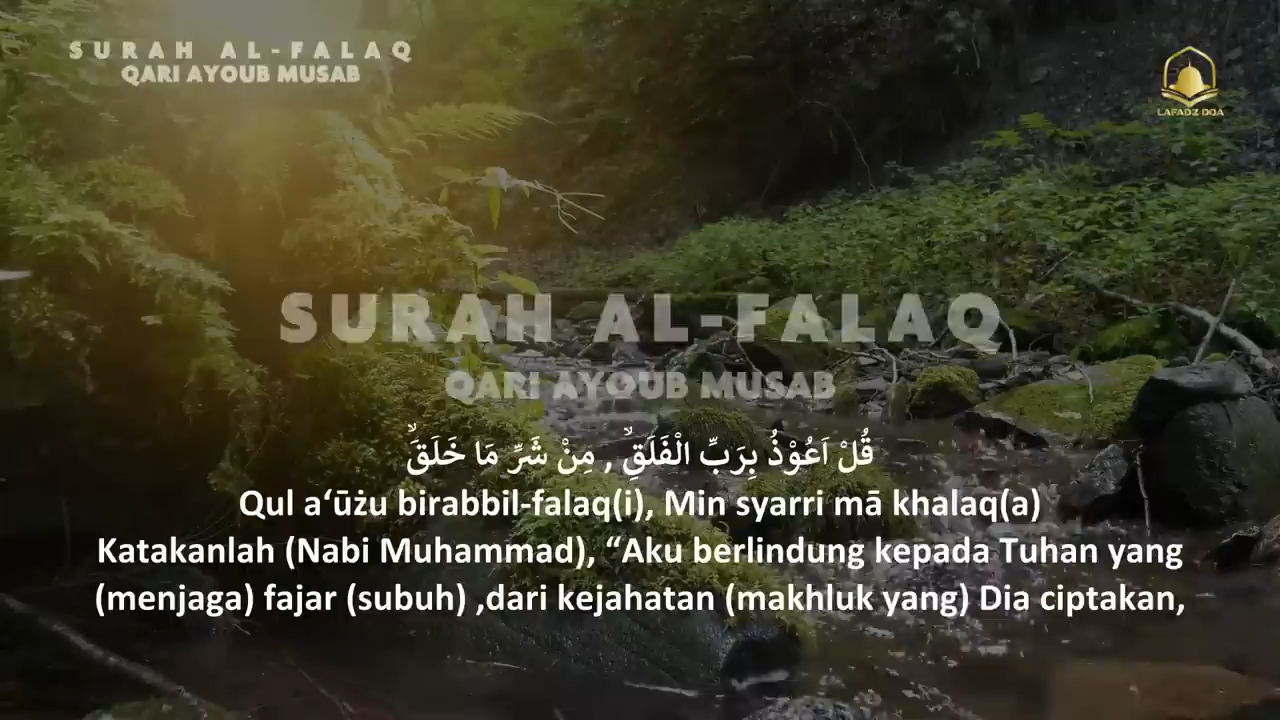 SURAH AL-FALAQ
QARI AYOUB MUSAB
LAFADZ DOA
SURAH AL-FALAQ
QARI AYOUB MUSAB
قُلْ اَعُوْذُ بِرَبِّ الْفَلَقِۙ , مِنْ شَرِّ مَا خَلَقَۙ
Qul a‘ūżu birabbil-falaq(i), Min syarri mā khalaq(a)
Katakanlah (Nabi Muhammad), “Aku berlindung kepada Tuhan yang
(menjaga) fajar (subuh) ,dari kejahatan (makhluk yang) Dia ciptakan,